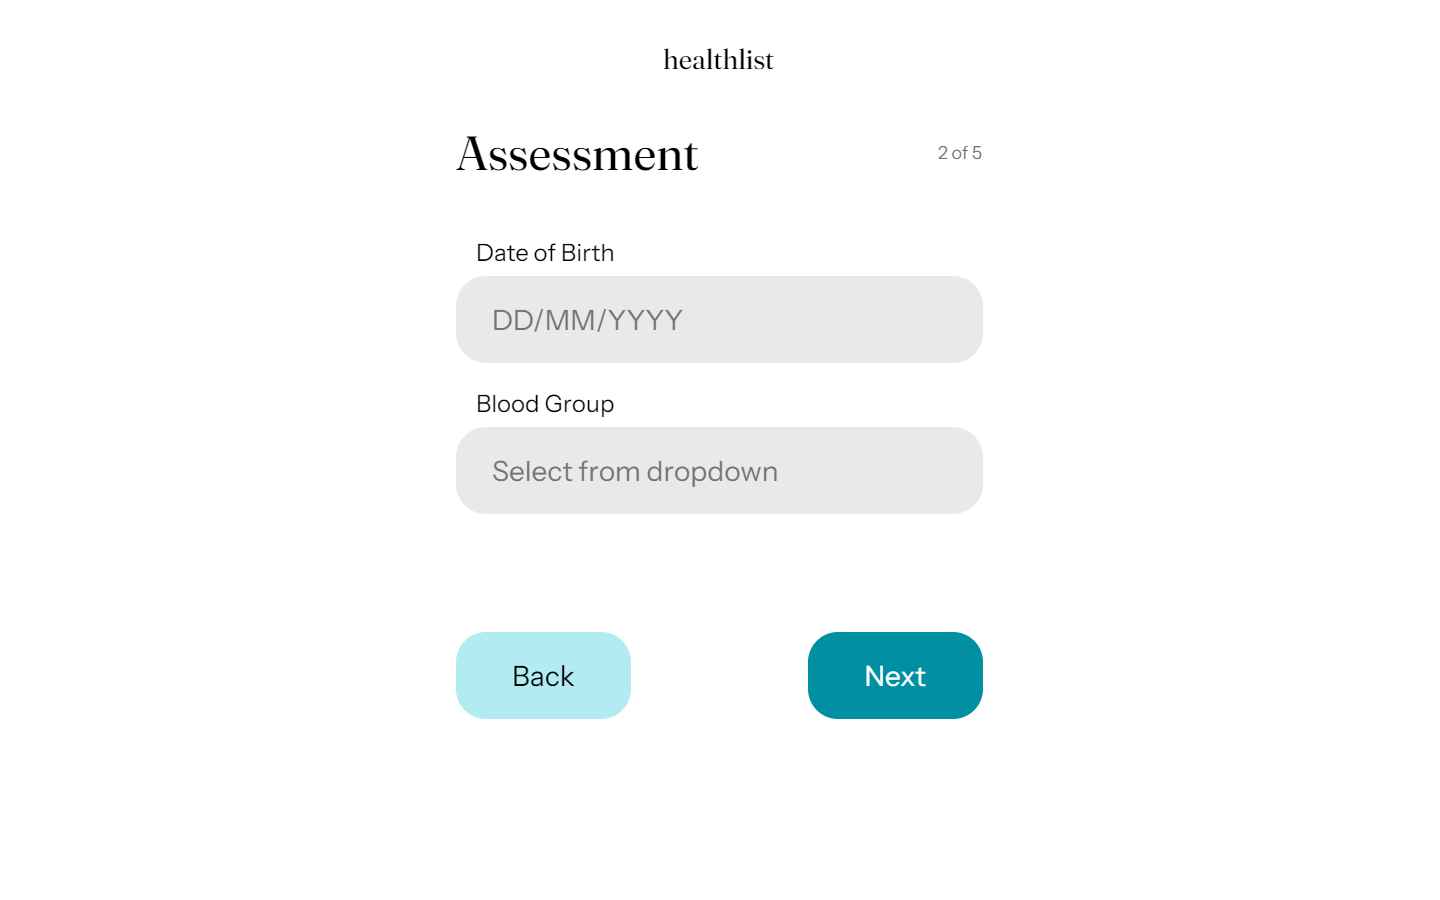 healthlist
Assessment
2 of 5
Date of Birth
DD/MM/YYYY
Blood Group
Select from dropdown
Back
Next